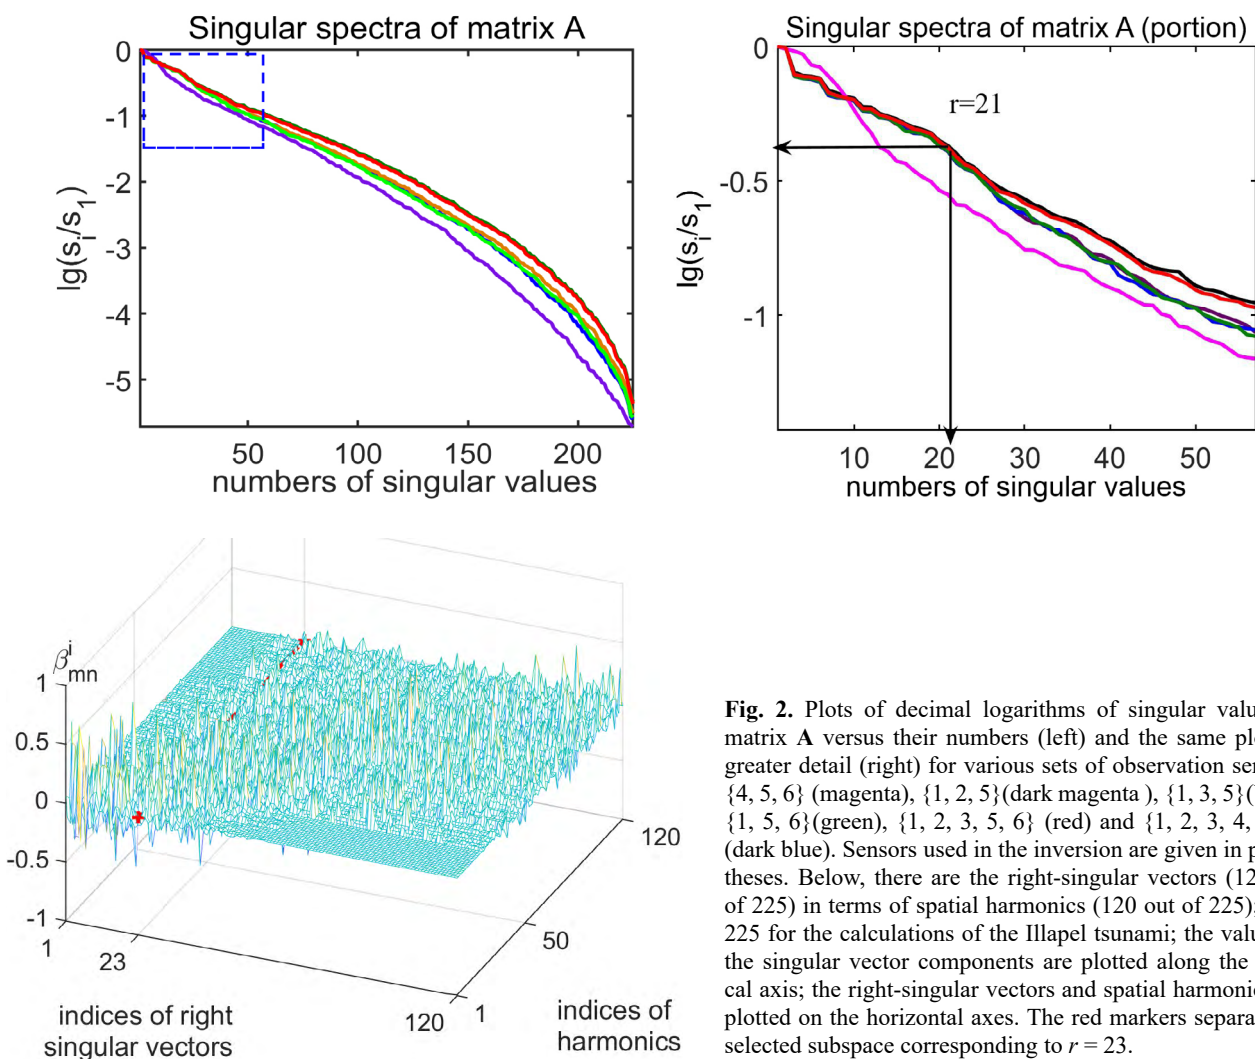 Singular spectra of matrix A
0
-1
-2
-3
-4
-5
lg(s_i/s_1)
50 100 150 200
numbers of singular values
Singular spectra of matrix A (portion)
0
-0.5
-1
lg(s_i/s_1)
r=21
10 20 30 40 50
numbers of singular values
β^i_mn
1
0.5
0
-0.5
-1
1
23
120
indices of right
singular vectors
1
50
120
indices of
harmonics
Fig. 2. Plots of decimal logarithms of singular valu
matrix A versus their numbers (left) and the same plo
greater detail (right) for various sets of observation ser
{4, 5, 6} (magenta), {1, 2, 5}(dark magenta ), {1, 3, 5}(
{1, 5, 6}(green), {1, 2, 3, 5, 6} (red) and {1, 2, 3, 4,
(dark blue). Sensors used in the inversion are given in p
theses. Below, there are the right-singular vectors (12
of 225) in terms of spatial harmonics (120 out of 225)
225 for the calculations of the Illapel tsunami; the valu
the singular vector components are plotted along the
cal axis; the right-singular vectors and spatial harmonic
plotted on the horizontal axes. The red markers separa
selected subspace corresponding to r = 23.